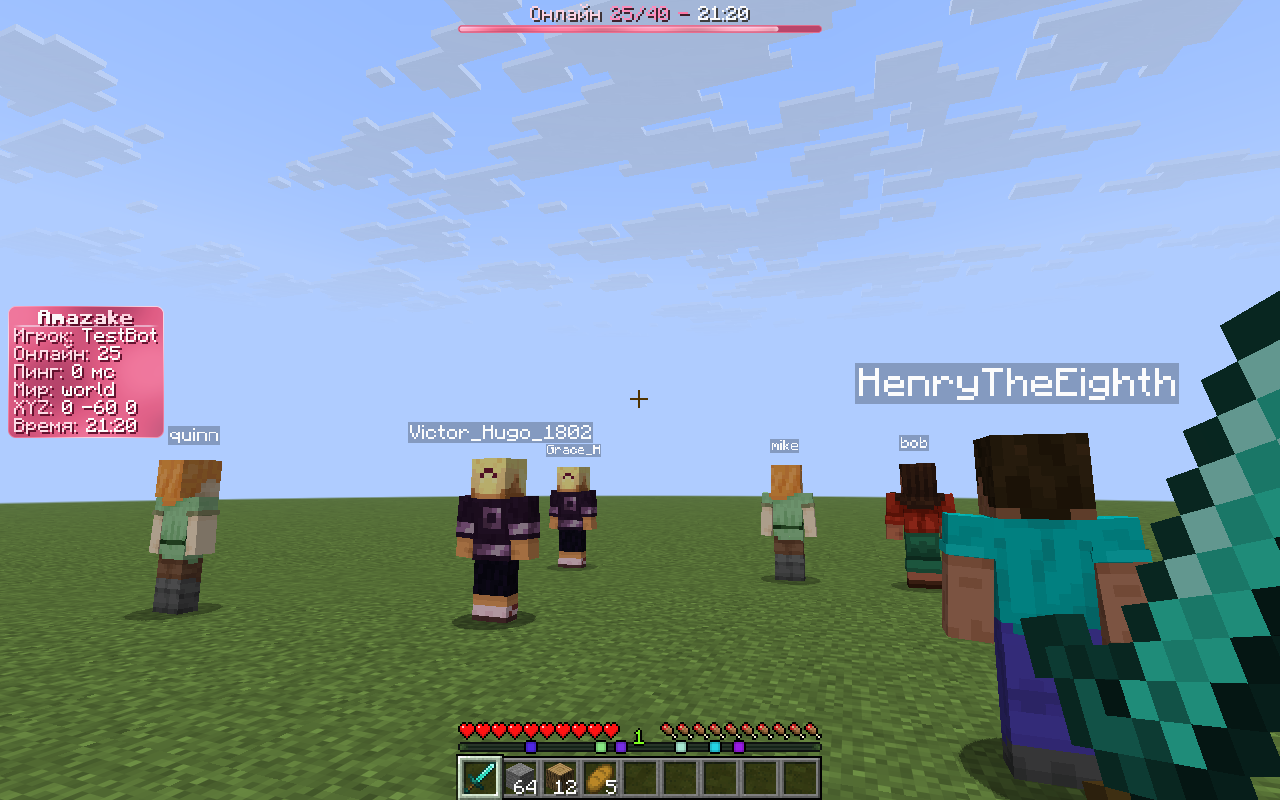 Онлайн 25/40 - 21:20
Amazake
Игрок: TestBot
Онлайн: 25
Пинг: 0 мс
Мир: world
XYZ: 0 -60 0
Время: 21:20
HenryTheEighth
quinn
Victor_Hugo_1802
Grace_H
mike
bob
1
64
12
5